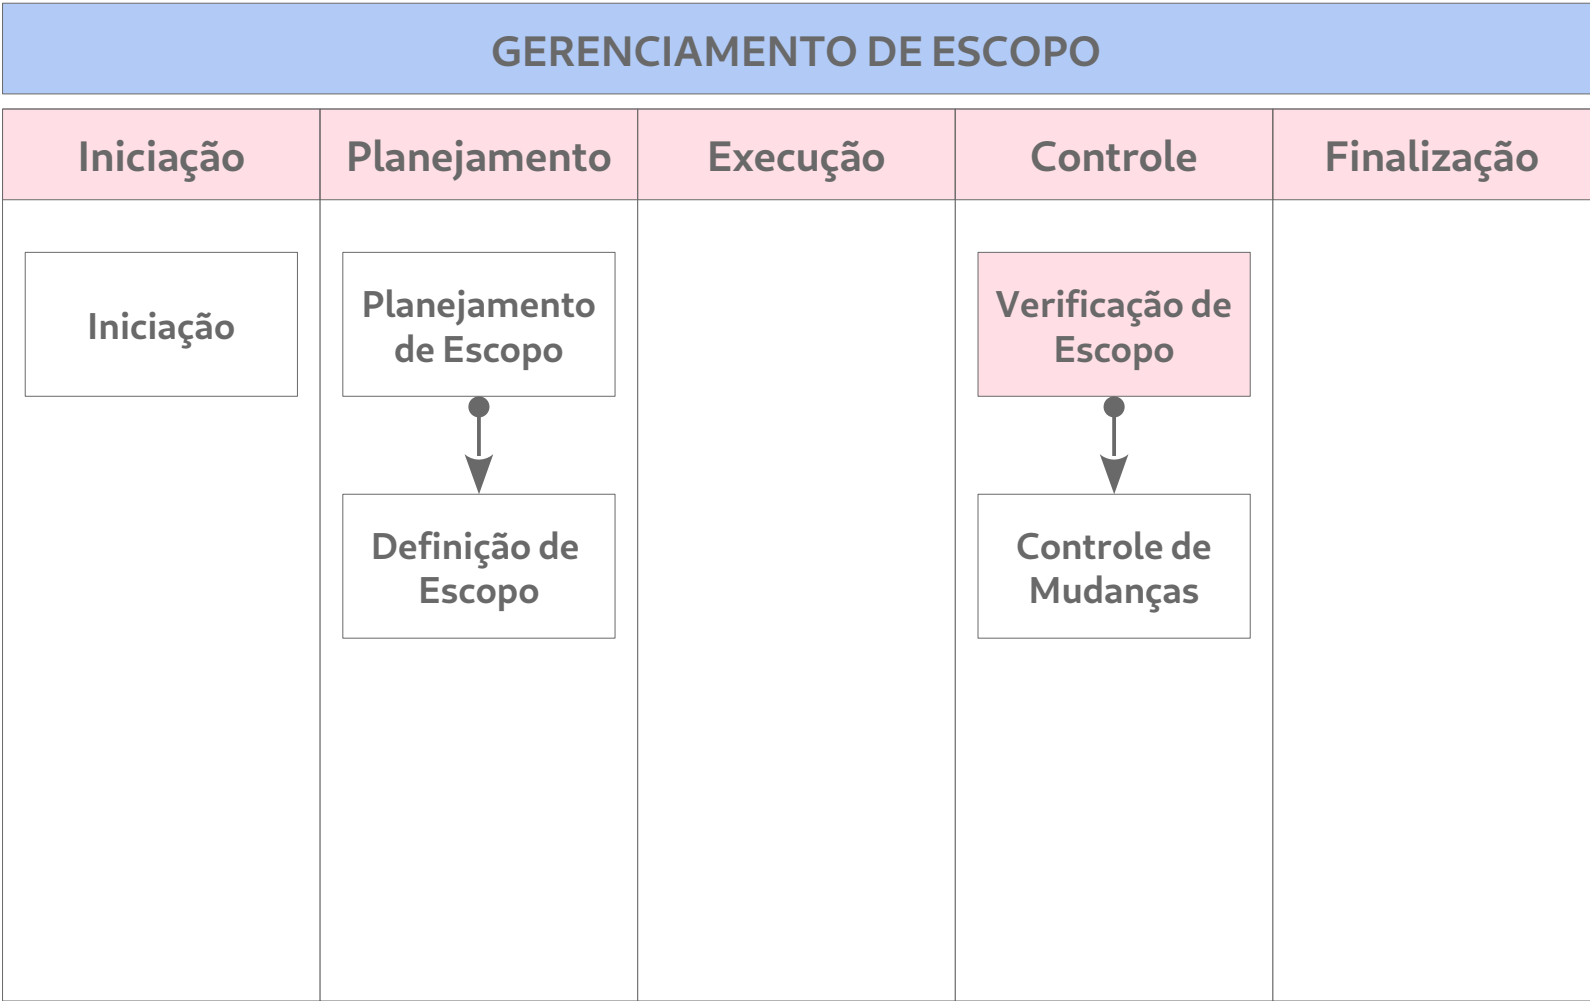 GERENCIAMENTO DE ESCOPO
Iniciação
Planejamento
Execução
Controle
Finalização
Iniciação
Planejamento
de Escopo
Verificação de
Escopo
Definição de
Escopo
Controle de
Mudanças